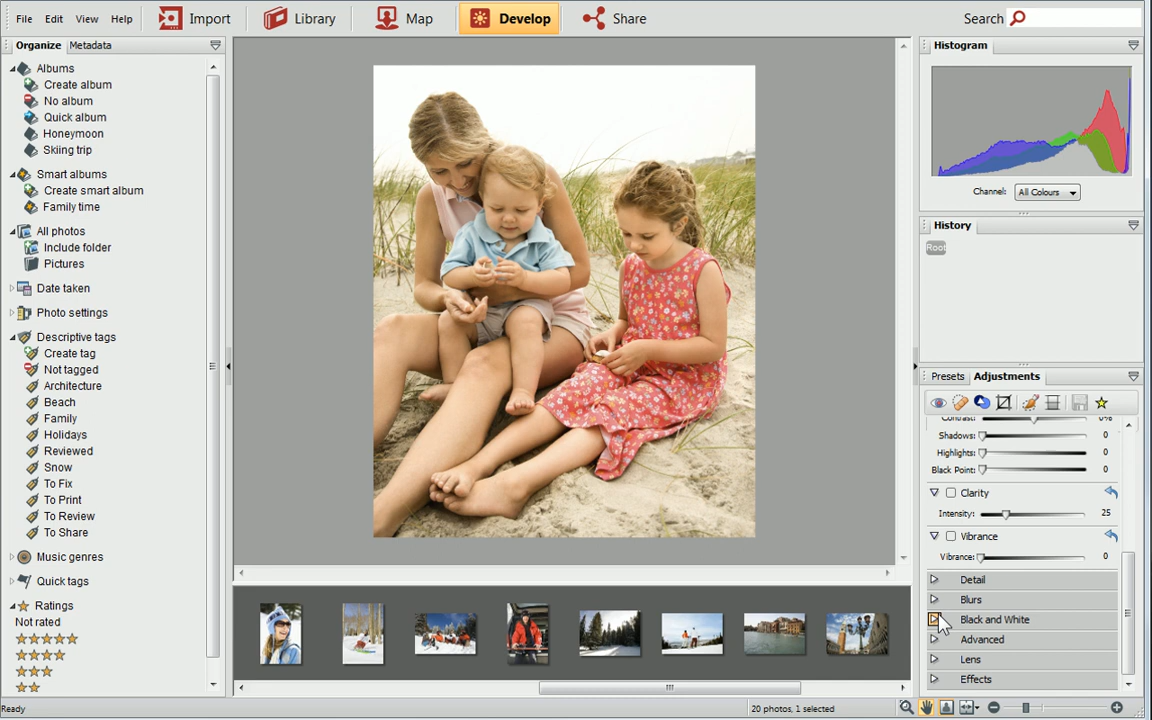 File Edit View Help Import Library Map Develop Share Search
Organize Metadata
Albums
Create album
No album
Quick album
Honeymoon
Skiing trip
Smart albums
Create smart album
Family time
All photos
Include folder
Pictures
Date taken
Photo settings
Descriptive tags
Create tag
Not tagged
Architecture
Beach
Family
Holidays
Reviewed
Snow
To Fix
To Print
To Review
To Share
Music genres
Quick tags
Ratings
Not rated
Histogram
Channel: All Colours
History
Root
Presets Adjustments
Contrast: 0%
Shadows: 0
Highlights: 0
Black Point: 0
Clarity
Intensity: 25
Vibrance
Vibrance: 0
Detail
Blurs
Black and White
Advanced
Lens
Effects
Ready 20 photos, 1 selected